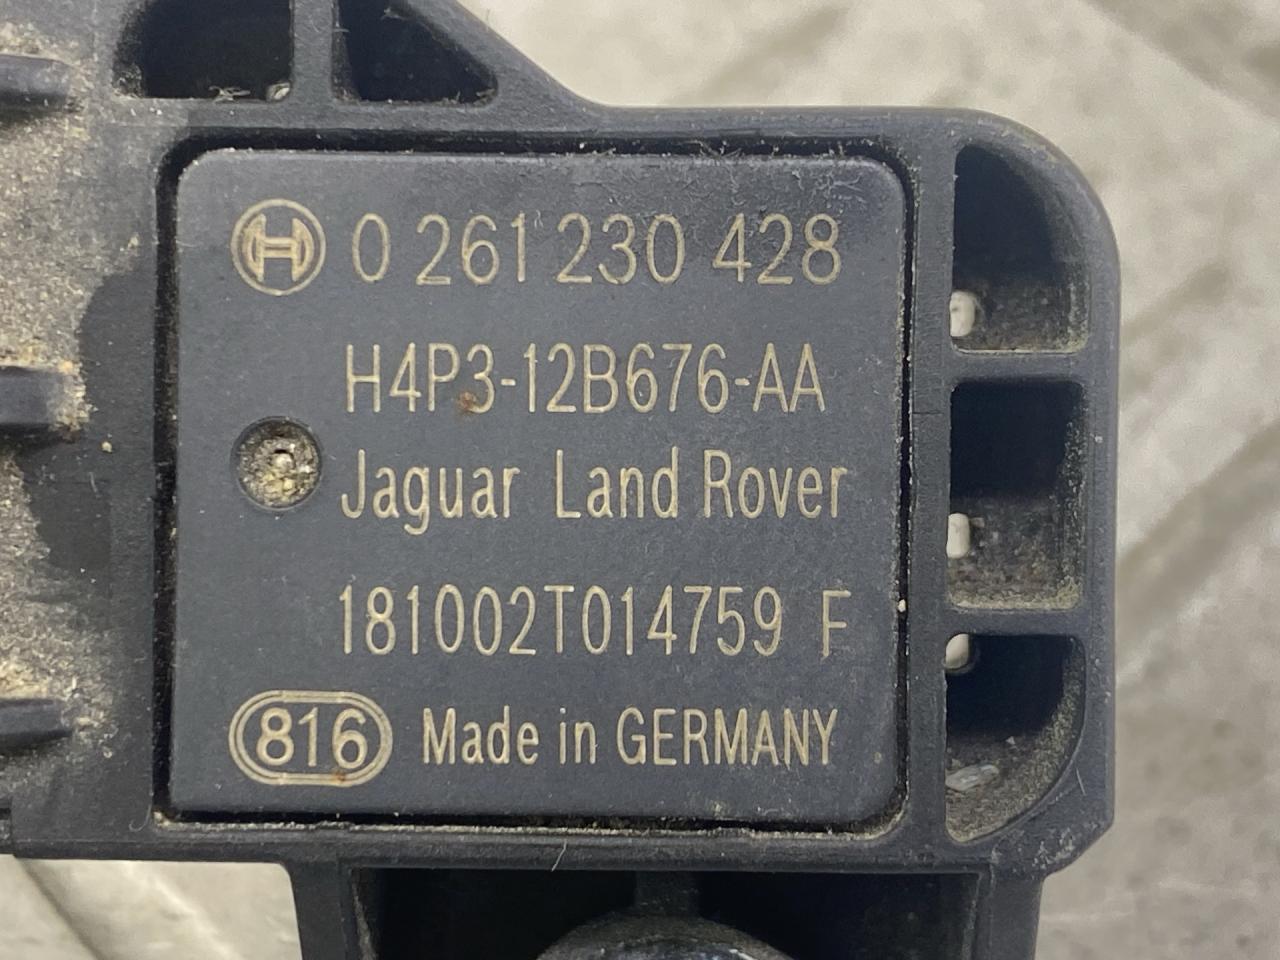 0 261 230 428
H4P3-12B676-AA
Jaguar Land Rover
181002T014759 F
816 Made in GERMANY